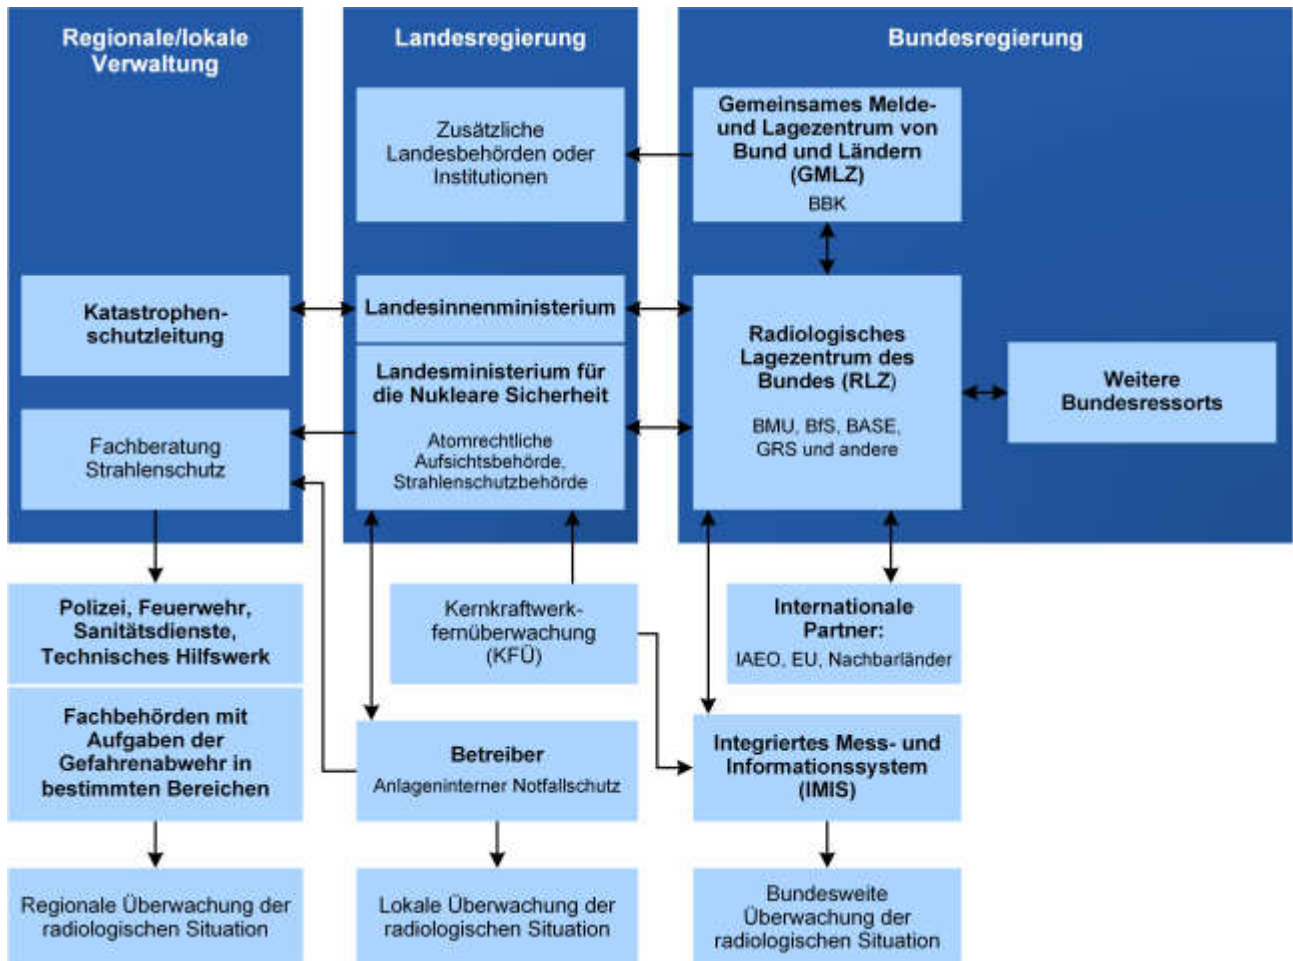 Regionale/lokale
Verwaltung
Landesregierung
Bundesregierung
Zusätzliche
Landesbehörden oder
Institutionen
Gemeinsames Melde-
und Lagezentrum von
Bund und Ländern
(GMLZ)
BBK
Katastrophen-
schutzleitung
Landesinnenministerium
Landesministerium für
die Nukleare Sicherheit
Atomrechtliche
Aufsichtsbehörde,
Strahlenschutzbehörde
Radiologisches
Lagezentrum des
Bundes (RLZ)
BMU, BfS, BASE,
GRS und andere
Weitere
Bundesressorts
Fachberatung
Strahlenschutz
Polizei, Feuerwehr,
Sanitätsdienste,
Technisches Hilfswerk
Kernkraftwerk-
fernüberwachung
(KFÜ)
Internationale
Partner:
IAEO, EU, Nachbarländer
Fachbehörden mit
Aufgaben der
Gefahrenabwehr in
bestimmten Bereichen
Betreiber
Anlageninterner Notfallschutz
Integriertes Mess- und
Informationssystem
(IMIS)
Regionale Überwachung der
radiologischen Situation
Lokale Überwachung der
radiologischen Situation
Bundesweite
Überwachung der
radiologischen Situation